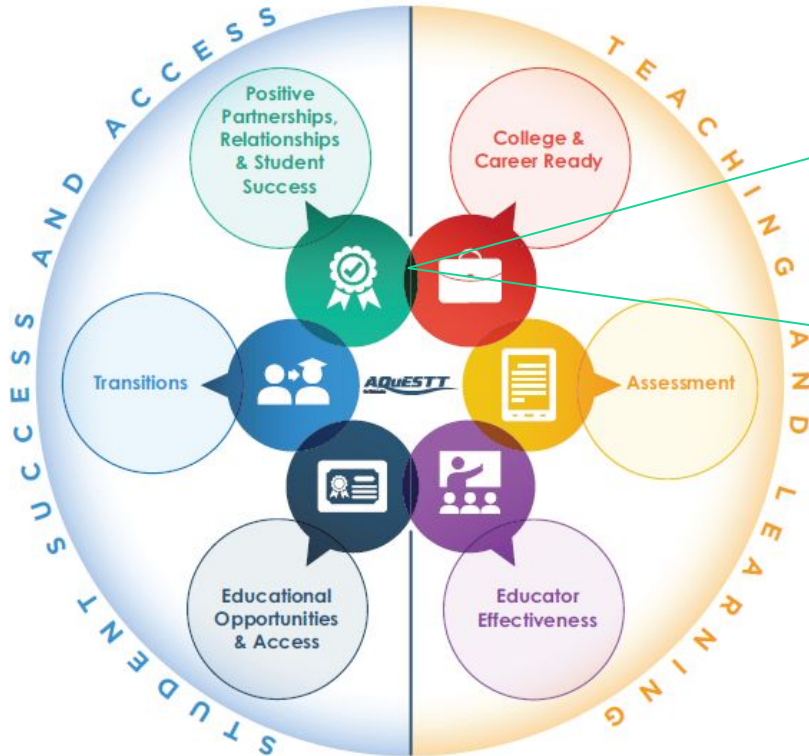 STUDENT SUCCESS AND ACCESS
TEACHING AND LEARNING
Positive
Partnerships,
Relationships
& Student
Success
College &
Career Ready
Transitions
AQuESTT
Assessment
Educational
Opportunities
& Access
Educator
Effectiveness